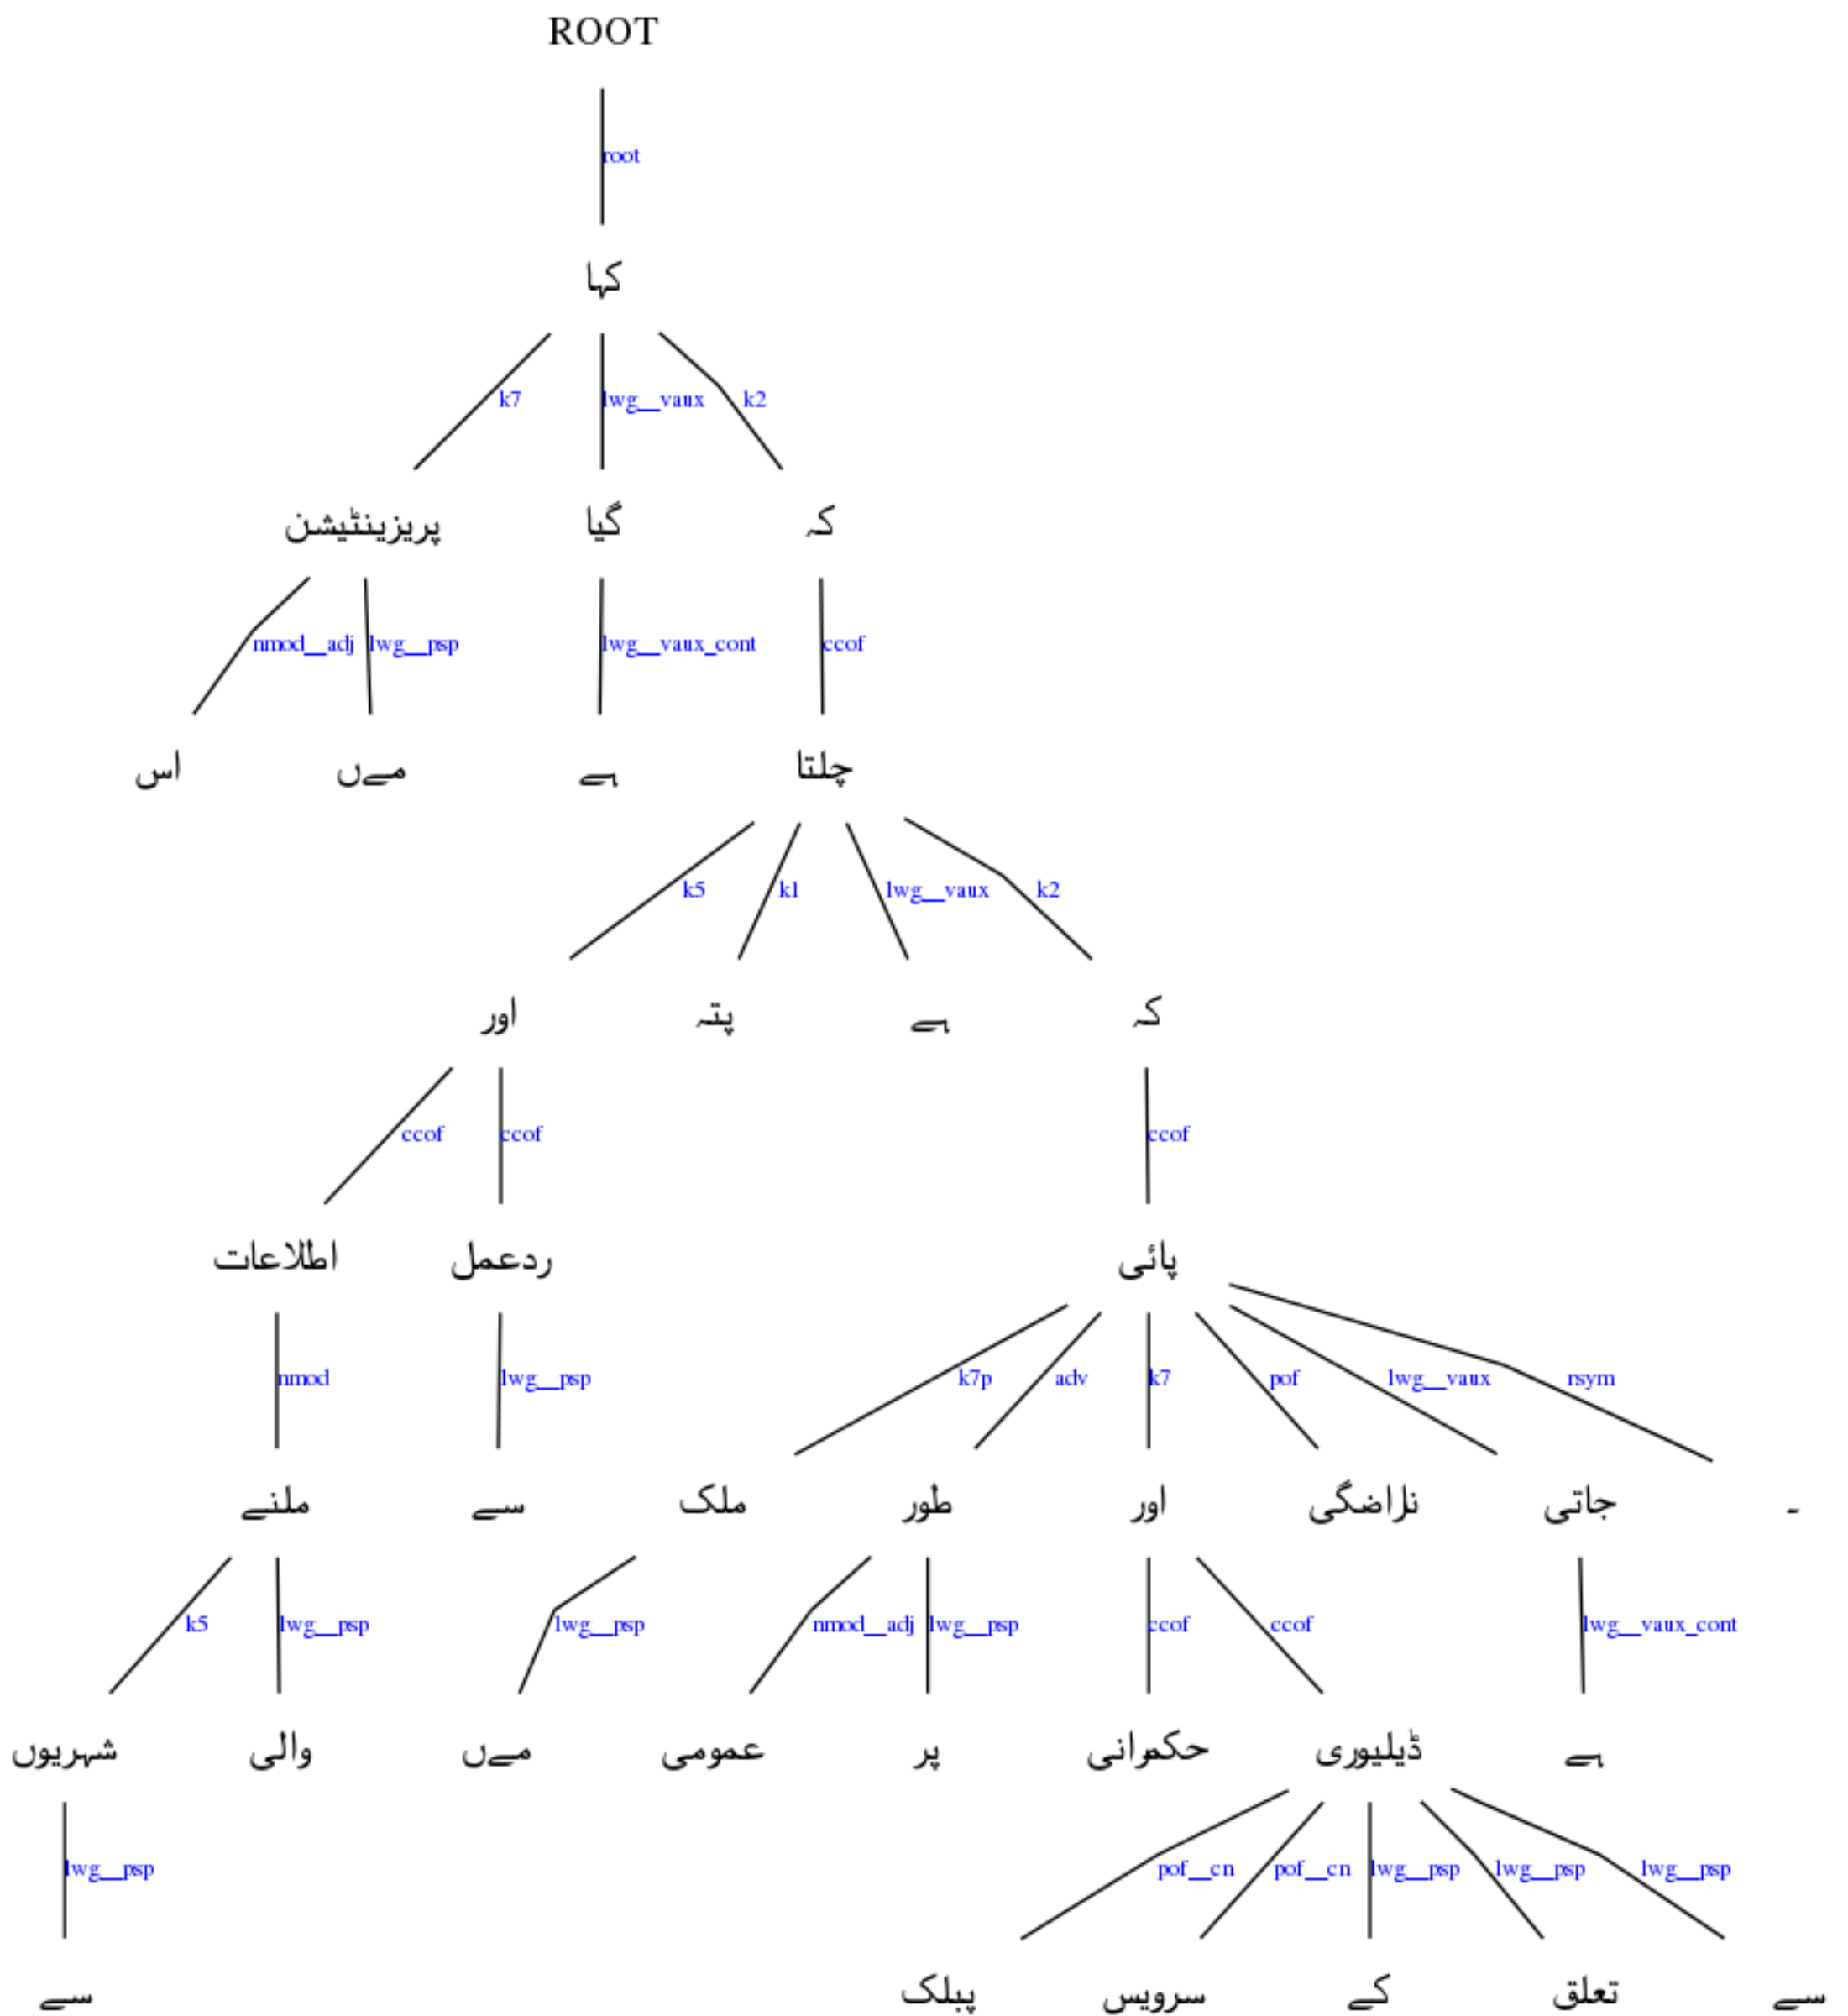 ROOT
root
کہا
k7 lwg__vaux k2
پریزینٹیشن گیا کہ
nmod__adj lwg__psp lwg__vaux_cont ccof
اس مےں ہے چلتا
k5 k1 lwg__vaux k2
اور پتہ ہے کہ
ccof ccof ccof
اطلاعات ردعمل پائی
nmod lwg__psp k7p adv k7 pof lwg__vaux rsym
ملنے سے ملک طور اور ناراضگی جاتی ۔
k5 lwg__psp lwg__psp nmod__adj lwg__psp ccof ccof lwg__vaux_cont
شہریوں والی مےں عمومی پر حکمرانی ڈیلیوری ہے
lwg__psp pof__cn pof__cn lwg__psp lwg__psp lwg__psp
سے پبلک سرویس کے تعلق سے